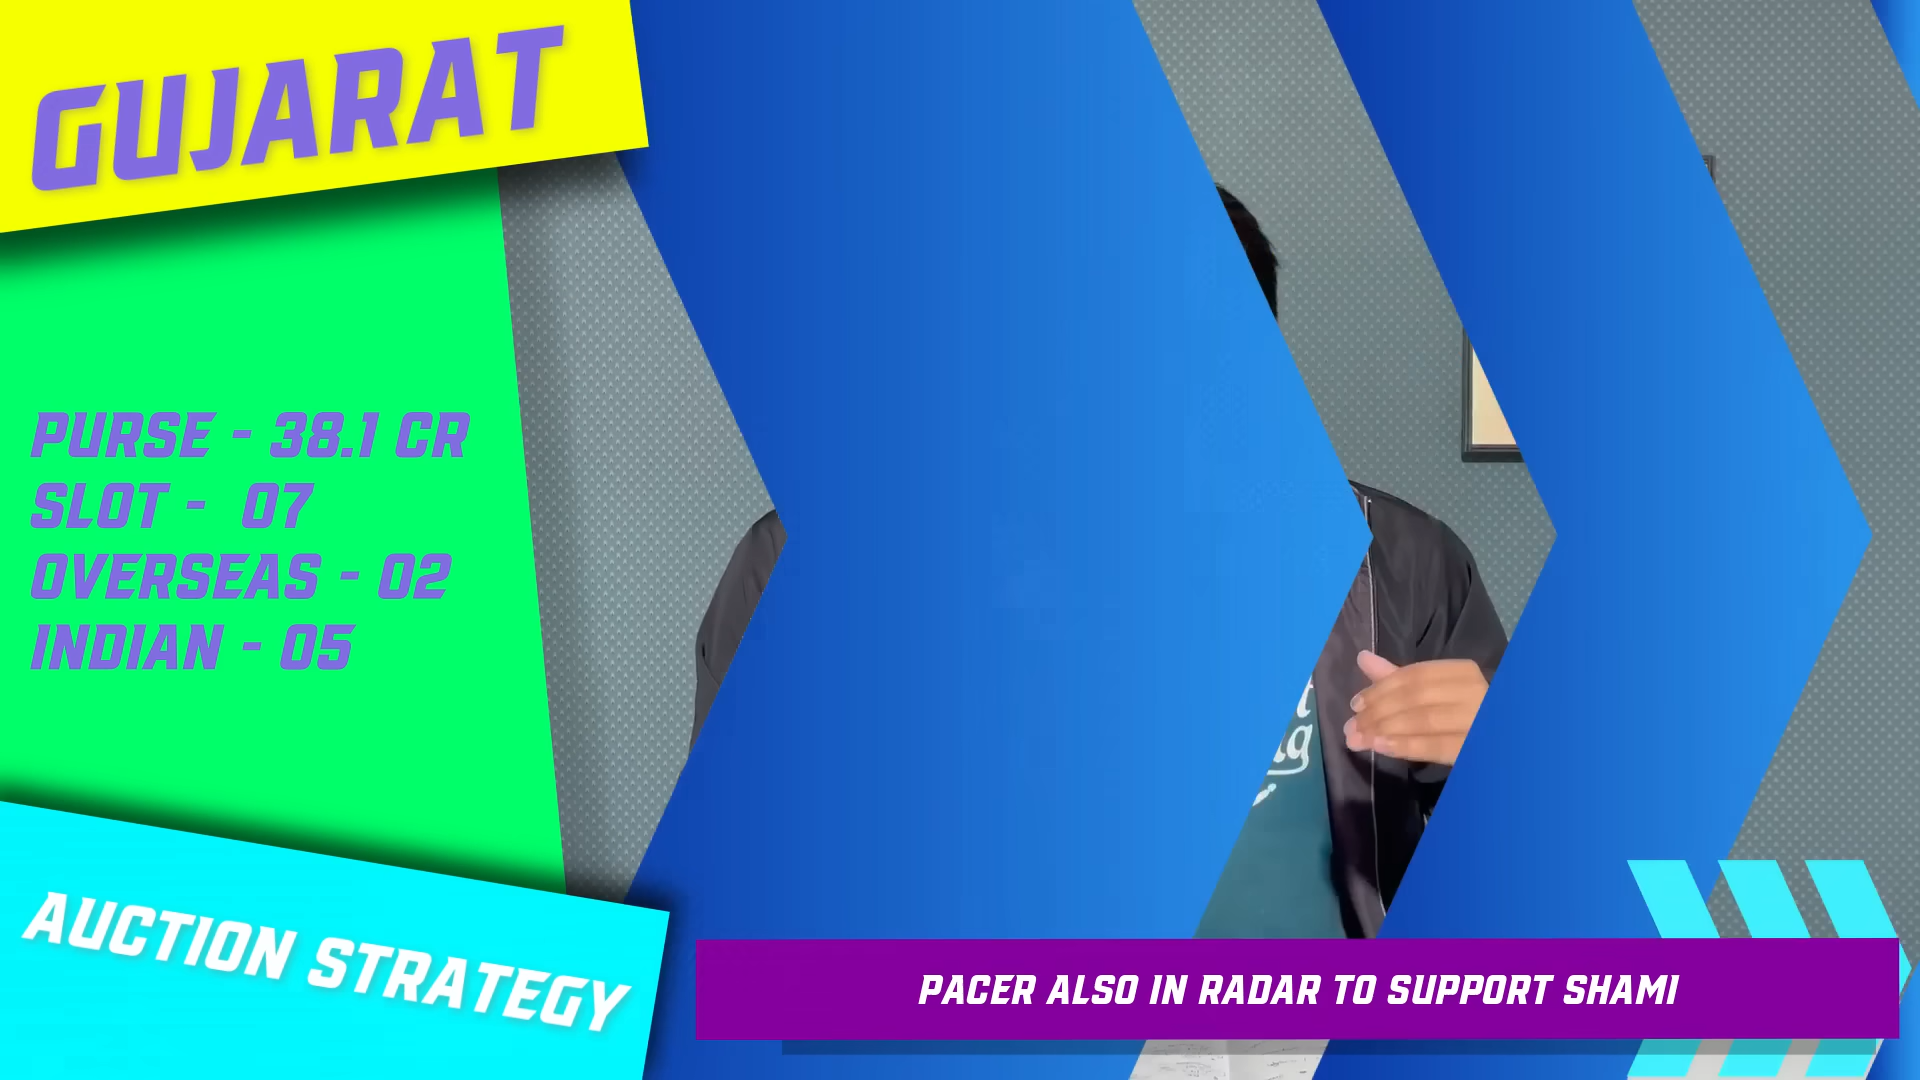 GUJARAT
PURSE - 38.1 CR
SLOT - 07
OVERSEAS - 02
INDIAN - 05
AUCTION STRATEGY
PACER ALSO IN RADAR TO SUPPORT SHAMI